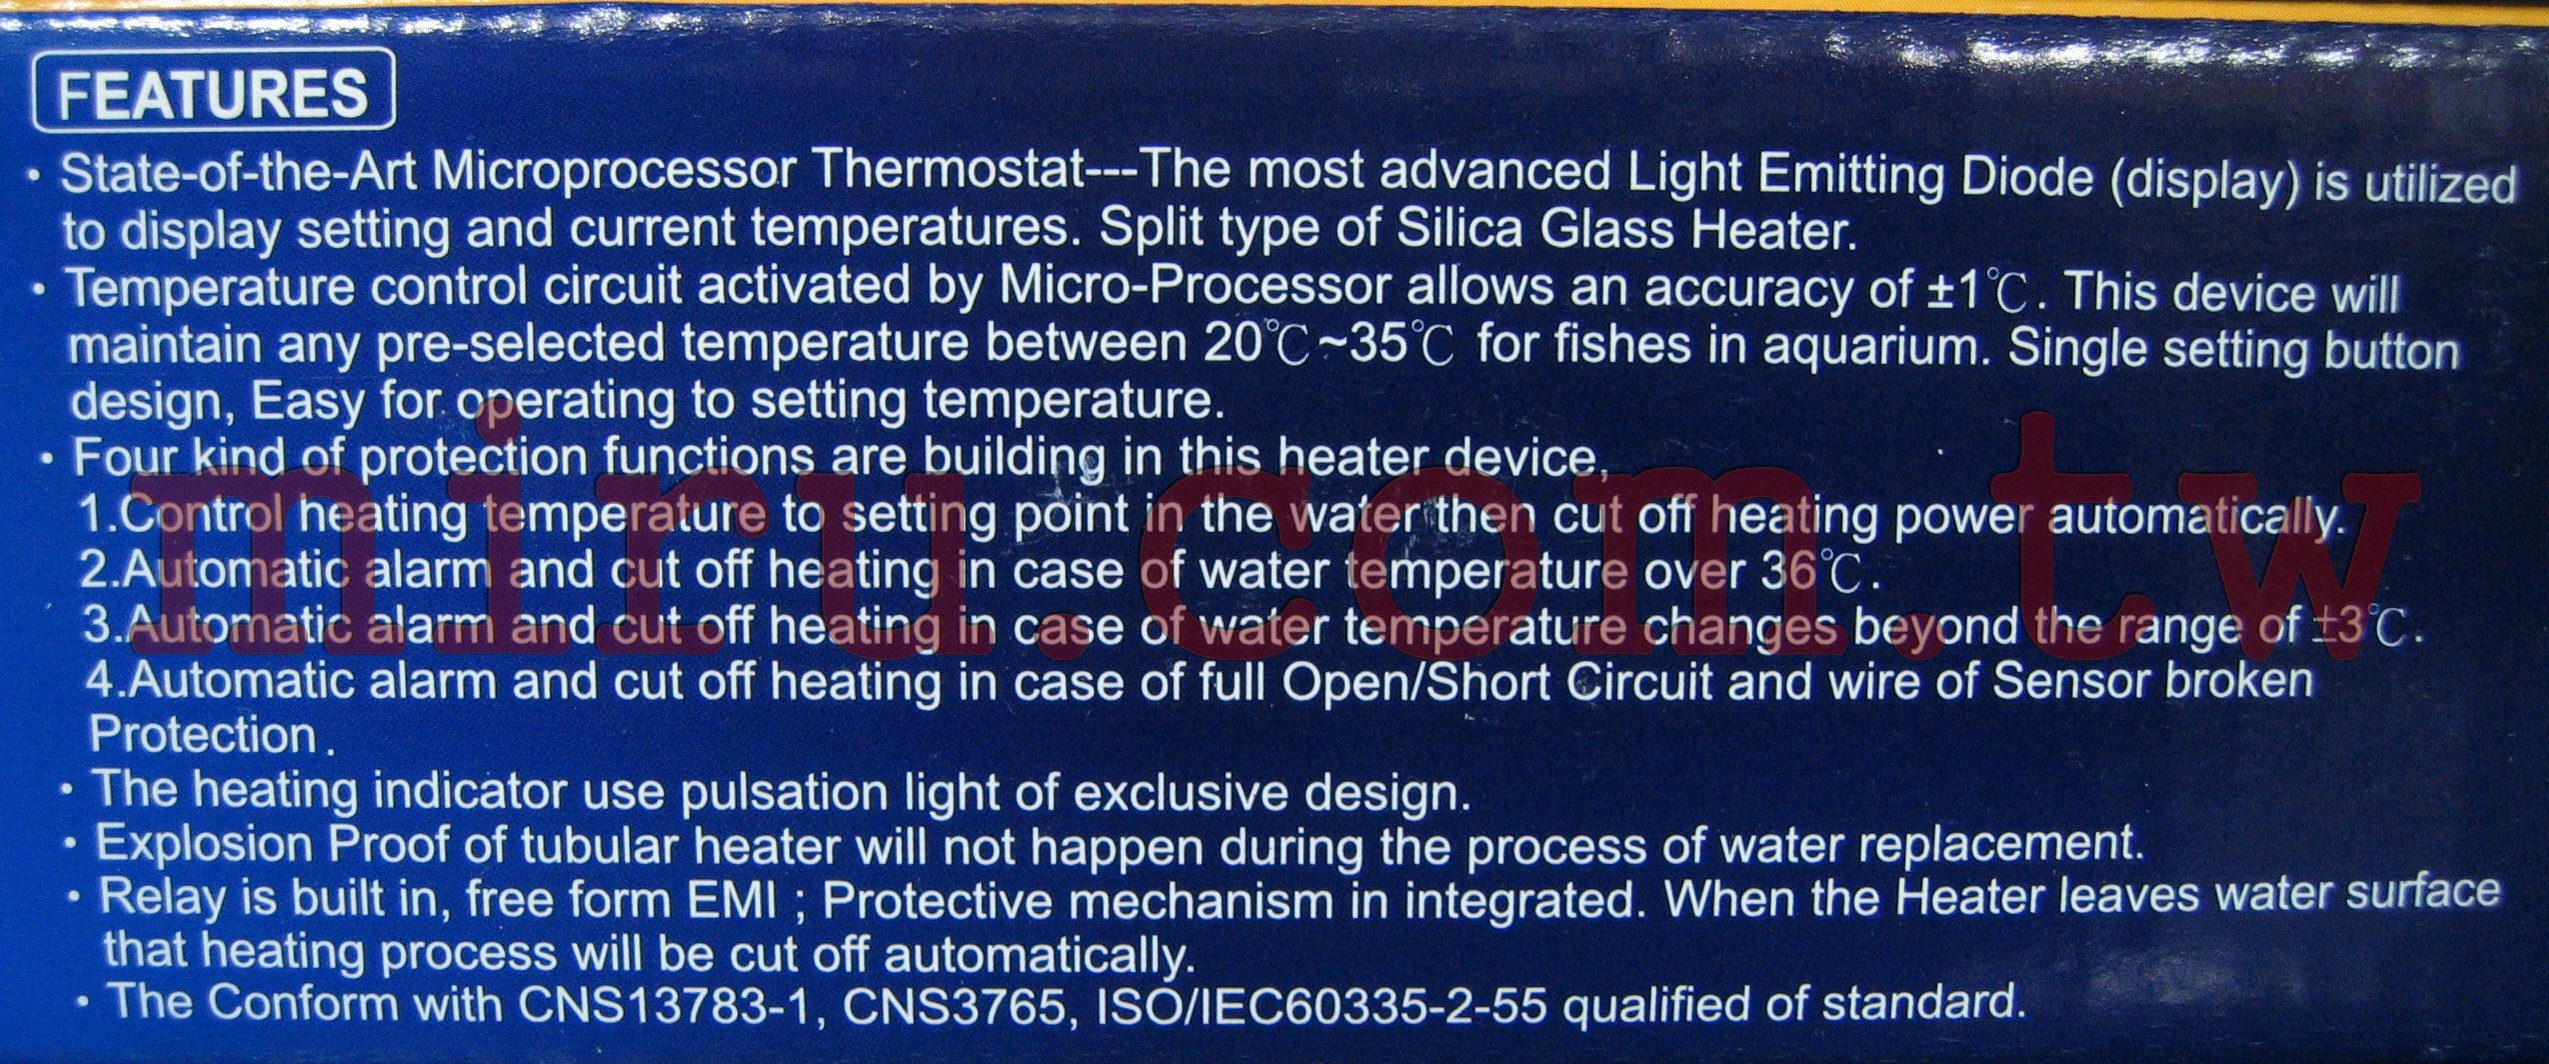 FEATURES
· State-of-the-Art Microprocessor Thermostat---The most advanced Light Emitting Diode (display) is utilized
to display setting and current temperatures. Split type of Silica Glass Heater.
· Temperature control circuit activated by Micro-Processor allows an accuracy of ±1℃. This device will
maintain any pre-selected temperature between 20℃~35℃ for fishes in aquarium. Single setting button
design, Easy for operating to setting temperature.
· Four kind of protection functions are building in this heater device,
1.Control heating temperature to setting point in the water then cut off heating power automatically.
2.Automatic alarm and cut off heating in case of water temperature over 36℃.
3.Automatic alarm and cut off heating in case of water temperature changes beyond the range of ±3℃.
4.Automatic alarm and cut off heating in case of full Open/Short Circuit and wire of Sensor broken
Protection.
· The heating indicator use pulsation light of exclusive design.
· Explosion Proof of tubular heater will not happen during the process of water replacement.
· Relay is built in, free form EMI ; Protective mechanism in integrated. When the Heater leaves water surface
that heating process will be cut off automatically.
· The Conform with CNS13783-1, CNS3765, ISO/IEC60335-2-55 qualified of standard.
miru.com.tw